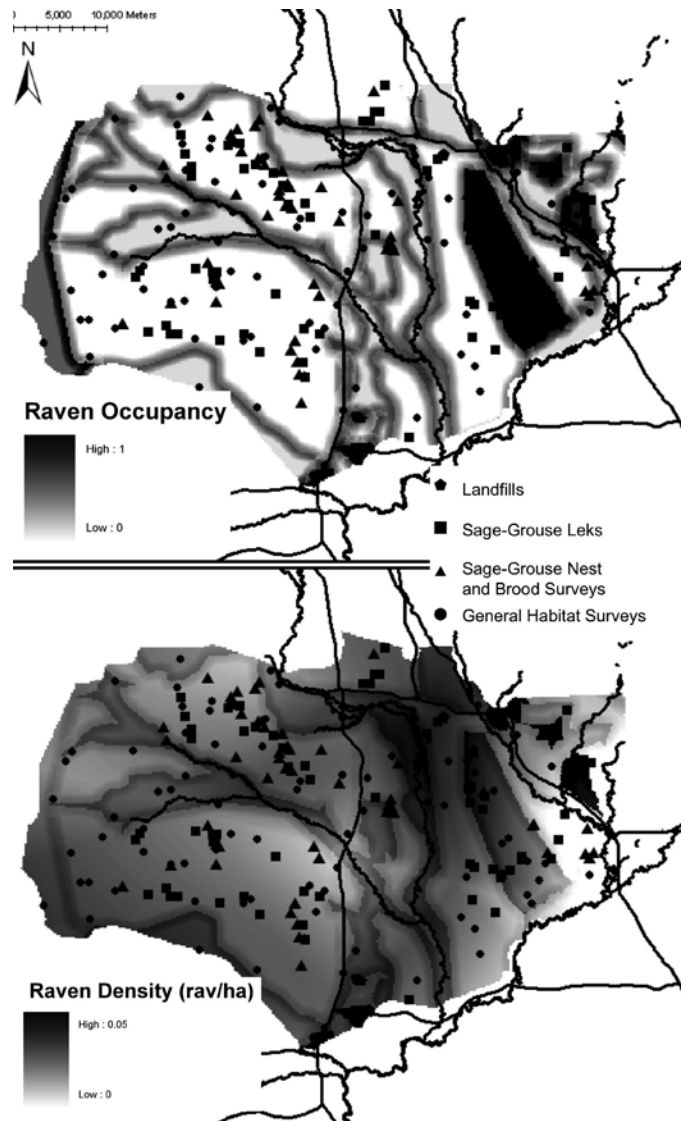 0 5,000 10,000 Meters
N
Raven Occupancy
High : 1
Low : 0
Landfills
Sage-Grouse Leks
Sage-Grouse Nest
and Brood Surveys
General Habitat Surveys
Raven Density (rav/ha)
High : 0.05
Low : 0